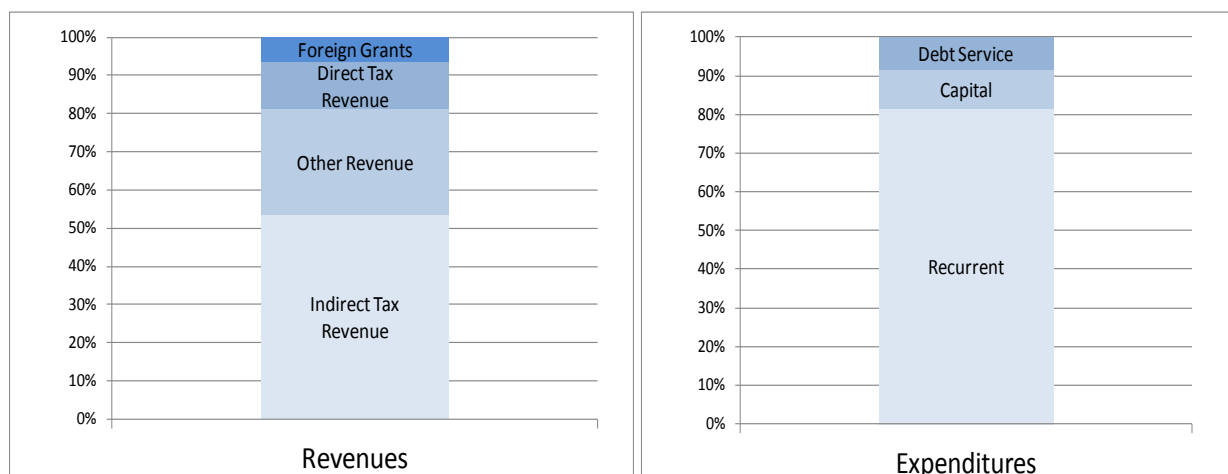 100%
90%
80%
70%
60%
50%
40%
30%
20%
10%
0%
Foreign Grants
Direct Tax
Revenue
Other Revenue
Indirect Tax
Revenue
Revenues
100%
90%
80%
70%
60%
50%
40%
30%
20%
10%
0%
Debt Service
Capital
Recurrent
Expenditures